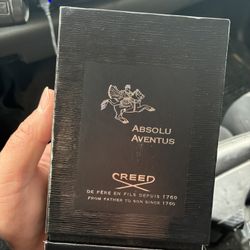 ABSOLU
AVENTUS
CREED
DE PÈRE EN FILS DEPUIS 1760
FROM FATHER TO SON SINCE 1760